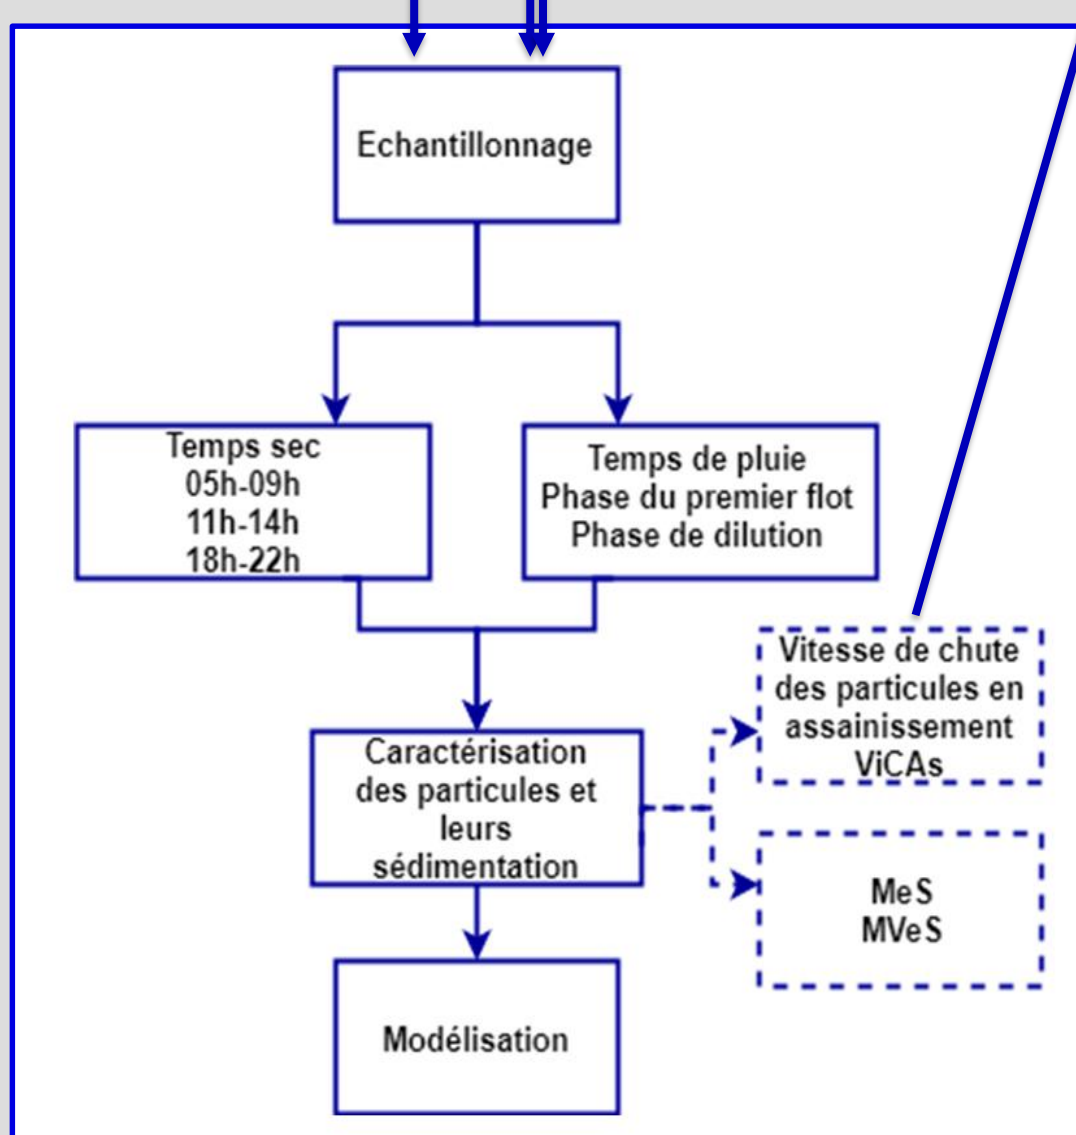 Echantillonnage
Temps sec
05h-09h
11h-14h
18h-22h
Temps de pluie
Phase du premier flot
Phase de dilution
Vitesse de chute
des particules en
assainissement
ViCAs
Caractérisation
des particules et
leurs
sédimentation
MeS
MVeS
Modélisation